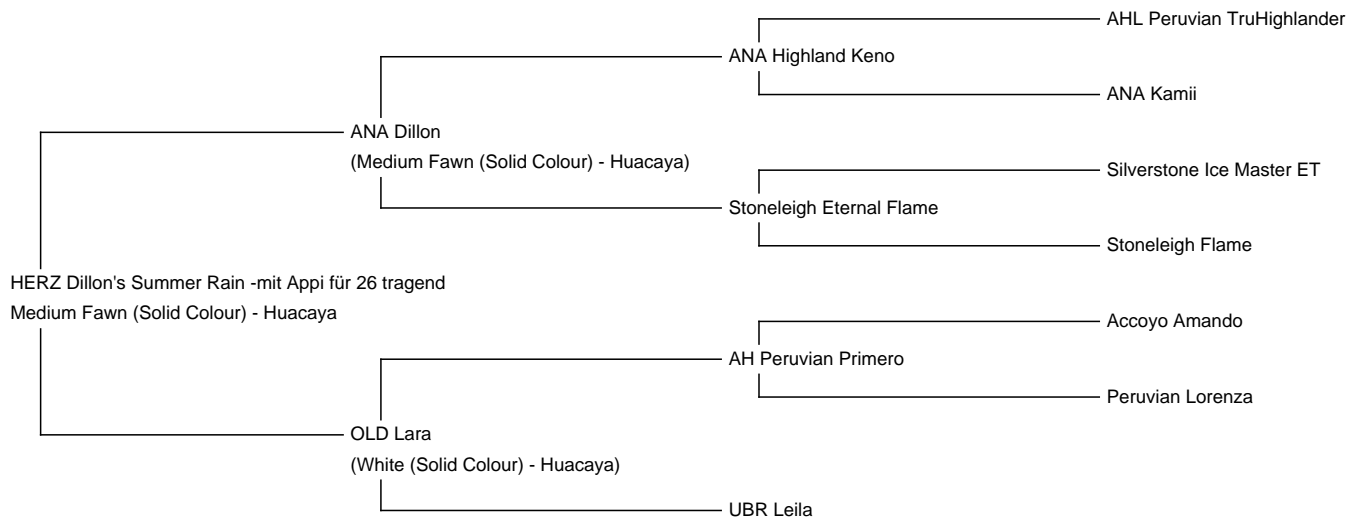 AHL Peruvian TruHighlander
ANA Highland Keno
ANA Kamii
ANA Dillon
(Medium Fawn (Solid Colour) - Huacaya)
Silverstone Ice Master ET
Stoneleigh Eternal Flame
Stoneleigh Flame
HERZ Dillon's Summer Rain -mit Appi für 26 tragend
Medium Fawn (Solid Colour) - Huacaya
Accoyo Amando
AH Peruvian Primero
Peruvian Lorenza
OLD Lara
(White (Solid Colour) - Huacaya)
UBR Leila